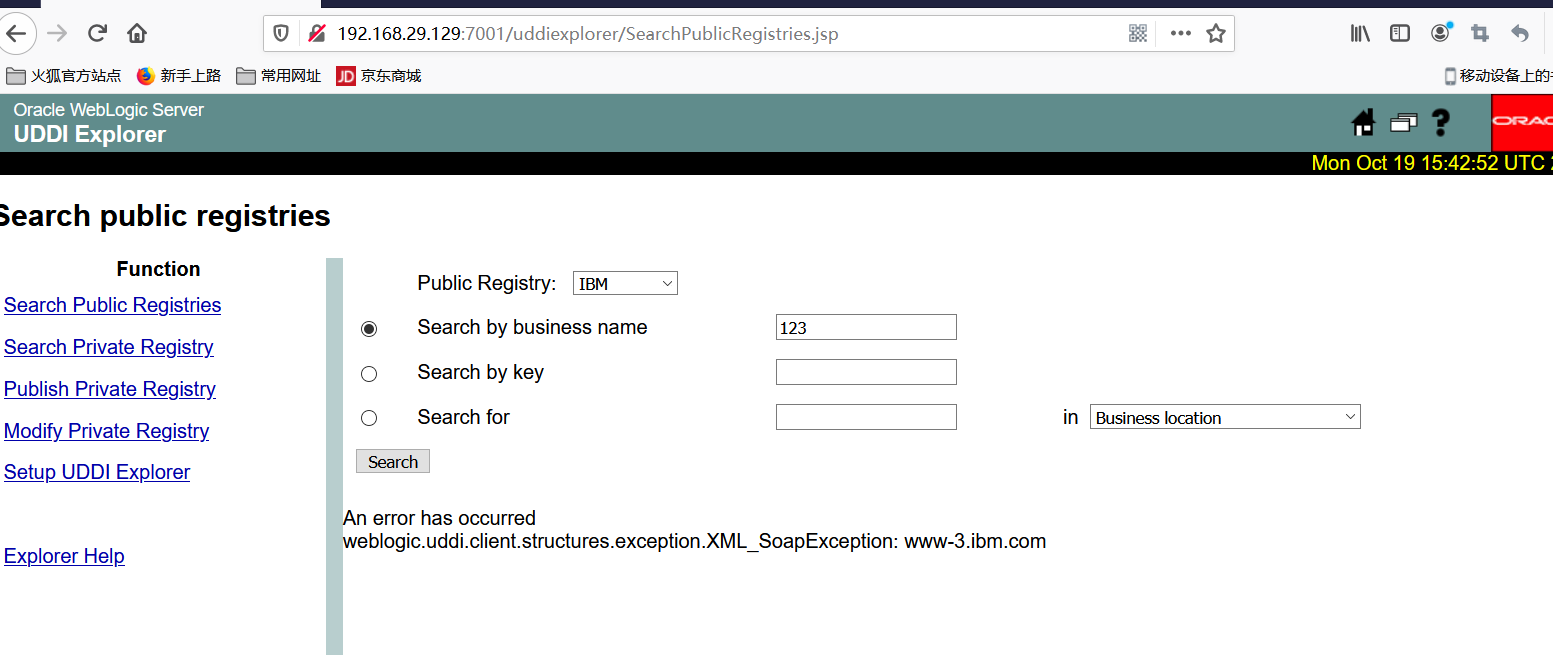 192.168.29.129:7001/uddiexplorer/SearchPublicRegistries.jsp
火狐官方站点 新手上路 常用网址 JD 京东商城 移动设备上的
Oracle WebLogic Server
UDDI Explorer
? ORAC
Mon Oct 19 15:42:52 UTC
Search public registries
Function
Search Public Registries
Search Private Registry
Publish Private Registry
Modify Private Registry
Setup UDDI Explorer
Explorer Help
Public Registry: IBM
Search by business name 123
Search by key
Search for in Business location
Search
An error has occurred
weblogic.uddi.client.structures.exception.XML_SoapException: www-3.ibm.com